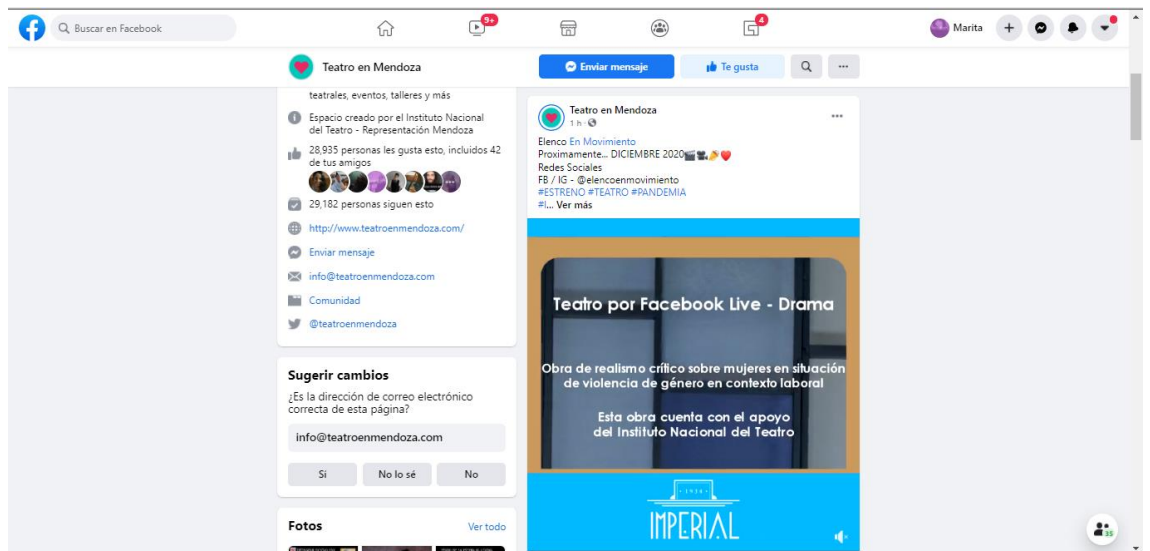 Buscar en Facebook
9+
4
Marita
Teatro en Mendoza
Enviar mensaje
Te gusta
teatrales, eventos, talleres y más
Espacio creado por el Instituto Nacional
del Teatro - Representación Mendoza
28,935 personas les gusta esto, incluidos 42
de tus amigos
29,182 personas siguen esto
http://www.teatroenmendoza.com/
Enviar mensaje
info@teatroenmendoza.com
Comunidad
@teatroenmendoza
Sugerir cambios
¿Es la dirección de correo electrónico
correcta de esta página?
info@teatroenmendoza.com
Si
No lo sé
No
Fotos
Ver todo
Teatro en Mendoza
1 h
Elenco En Movimiento
Proximamente... DICIEMBRE 2020
Redes Sociales
FB / IG - @elencoenmovimiento
#ESTRENO #TEATRO #PANDEMIA
#I... Ver más
Teatro por Facebook Live - Drama
Obra de realismo crítico sobre mujeres en situación
de violencia de género en contexto laboral
Esta obra cuenta con el apoyo
del Instituto Nacional del Teatro
IMPERIAL
35